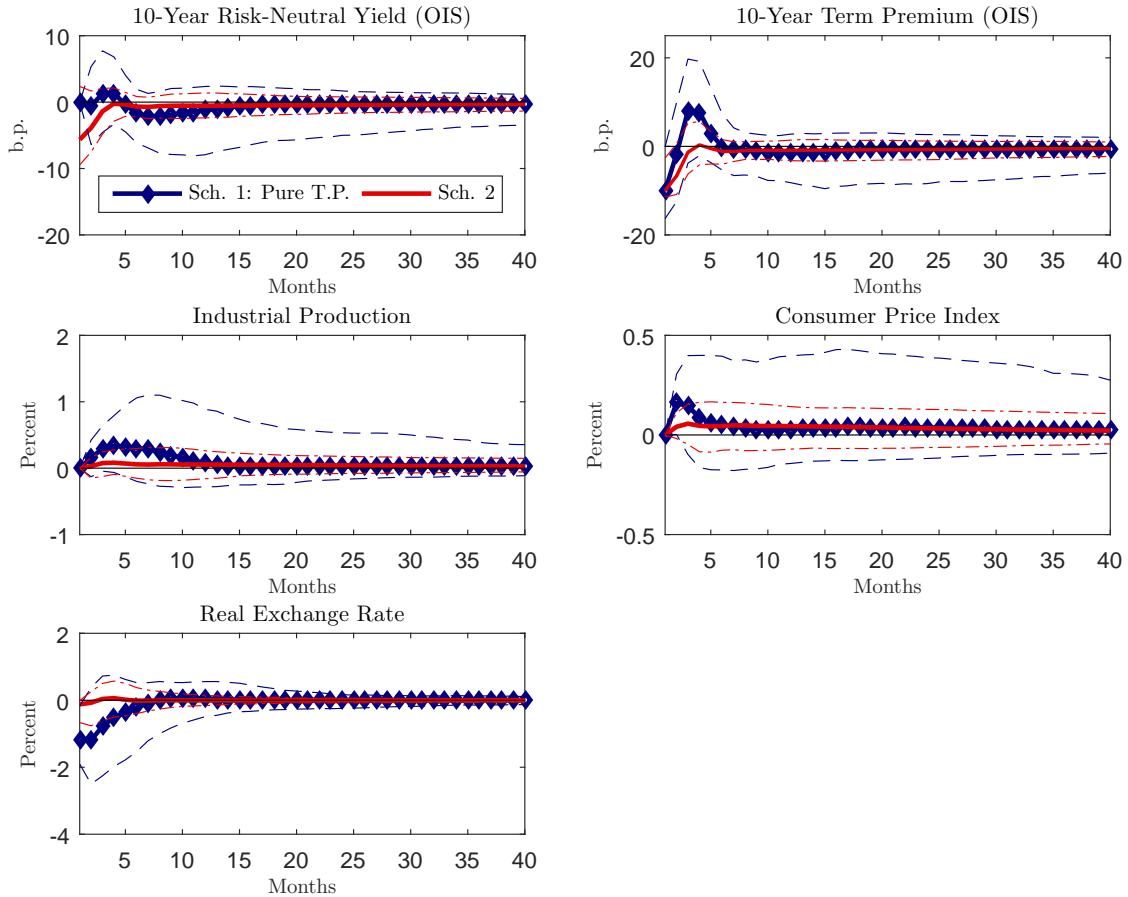 10-Year Risk-Neutral Yield (OIS)
10
0
-10
-20
b.p.
Sch. 1: Pure T.P.
Sch. 2
5 10 15 20 25 30 35 40
Months
10-Year Term Premium (OIS)
20
0
-20
b.p.
5 10 15 20 25 30 35 40
Months
Industrial Production
2
1
0
-1
Percent
5 10 15 20 25 30 35 40
Months
Consumer Price Index
0.5
0
-0.5
Percent
5 10 15 20 25 30 35 40
Months
Real Exchange Rate
2
0
-2
-4
Percent
5 10 15 20 25 30 35 40
Months